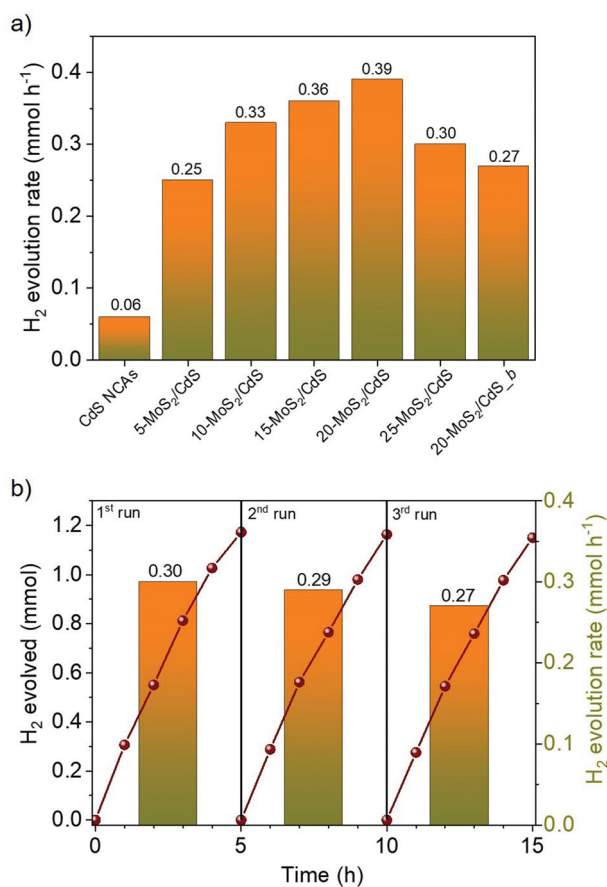 a)
H₂ evolution rate (mmol h⁻¹)
0.4
0.3
0.2
0.1
0.0
0.06
0.25
0.33
0.36
0.39
0.30
0.27
CdS NCAs
5-MoS₂/CdS
10-MoS₂/CdS
15-MoS₂/CdS
20-MoS₂/CdS
25-MoS₂/CdS
20-MoS₂/CdS_b
b)
H₂ evolved (mmol)
1.2
1.0
0.8
0.6
0.4
0.2
0.0
1ˢᵗ run
2ⁿᵈ run
3ʳᵈ run
0.30
0.29
0.27
0.4
0.3
0.2
0.1
0.0
H₂ evolution rate (mmol h⁻¹)
0
5
10
15
Time (h)